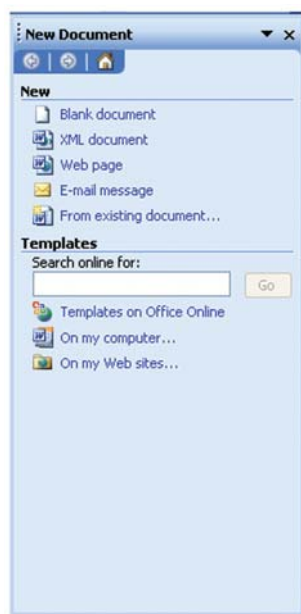 New Document
New
Blank document
XML document
Web page
E-mail message
From existing document...
Templates
Search online for:
Go
Templates on Office Online
On my computer...
On my Web sites...